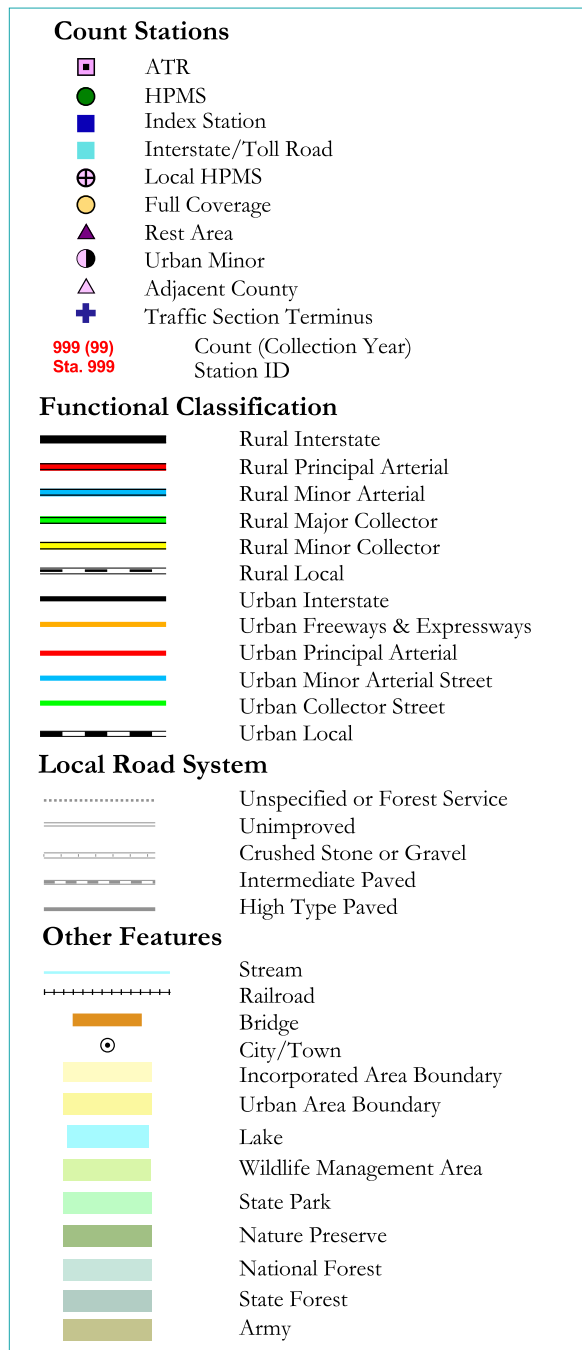 Count Stations
ATR
HPMS
Index Station
Interstate/Toll Road
Local HPMS
Full Coverage
Rest Area
Urban Minor
Adjacent County
Traffic Section Terminus
999 (99) Count (Collection Year)
Sta. 999 Station ID
Functional Classification
Rural Interstate
Rural Principal Arterial
Rural Minor Arterial
Rural Major Collector
Rural Minor Collector
Rural Local
Urban Interstate
Urban Freeways & Expressways
Urban Principal Arterial
Urban Minor Arterial Street
Urban Collector Street
Urban Local
Local Road System
Unspecified or Forest Service
Unimproved
Crushed Stone or Gravel
Intermediate Paved
High Type Paved
Other Features
Stream
Railroad
Bridge
City/Town
Incorporated Area Boundary
Urban Area Boundary
Lake
Wildlife Management Area
State Park
Nature Preserve
National Forest
State Forest
Army